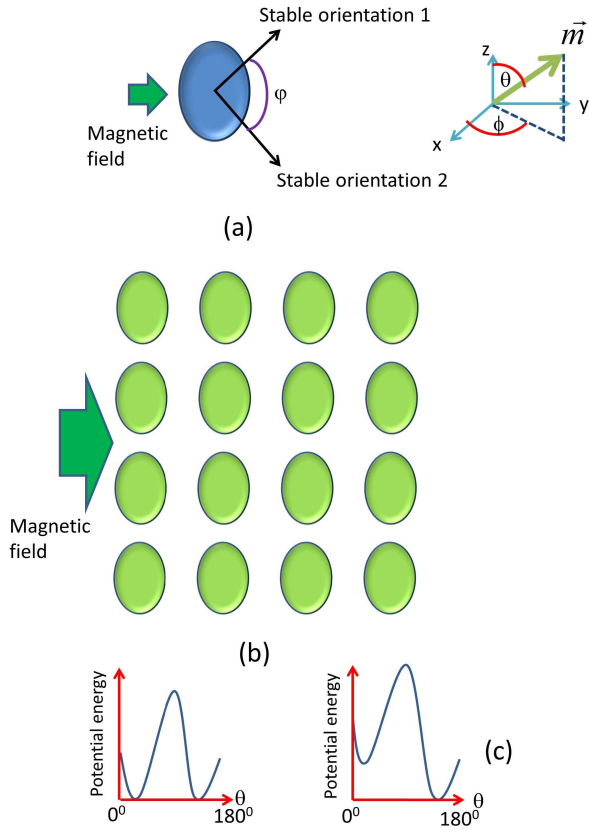 Stable orientation 1
φ
Magnetic
field
Stable orientation 2
z
θ
m
y
x
ϕ
(a)
Magnetic
field
(b)
Potential energy
θ
0⁰
180⁰
Potential energy
θ
0⁰
180⁰
(c)